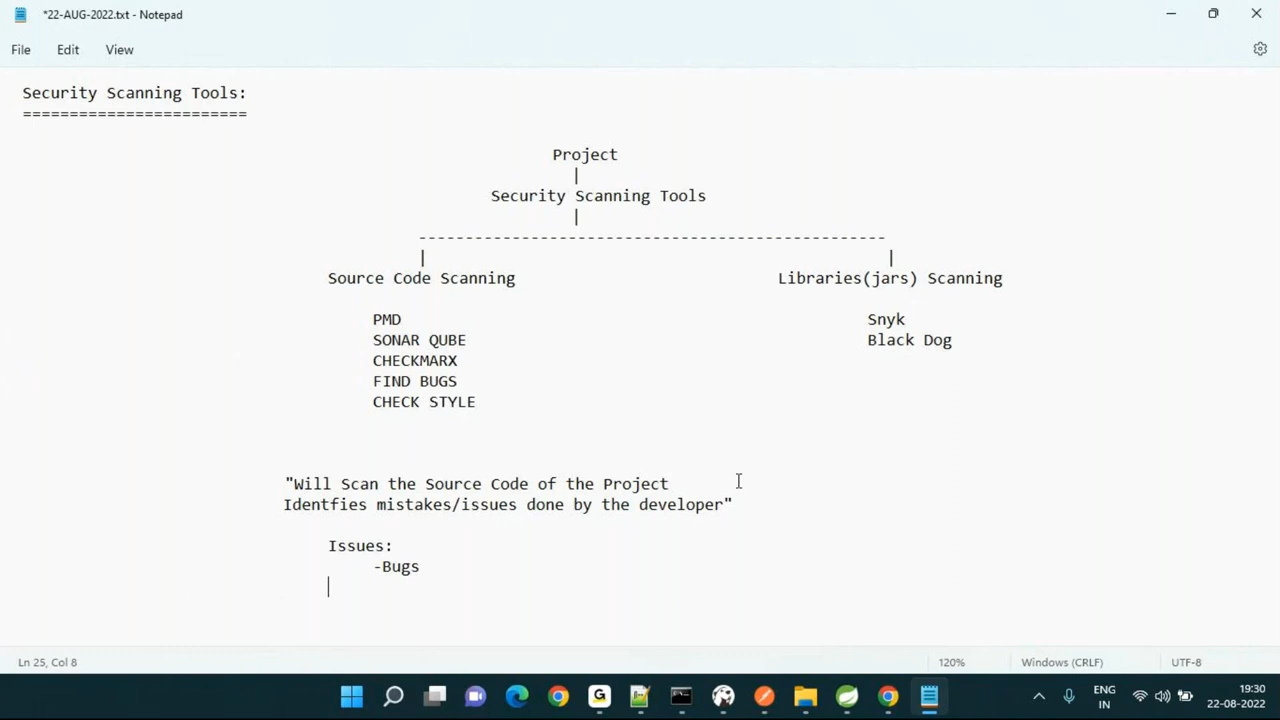 *22-AUG-2022.txt - Notepad
File Edit View
Security Scanning Tools:
========================
Project
|
Security Scanning Tools
|
--------------------------------------------------
| |
Source Code Scanning Libraries(jars) Scanning
PMD Snyk
SONAR QUBE Black Dog
CHECKMARX
FIND BUGS
CHECK STYLE
"Will Scan the Source Code of the Project
Identfies mistakes/issues done by the developer"
Issues:
-Bugs
Ln 25, Col 8 120% Windows (CRLF) UTF-8
ENG 19:30
IN 22-08-2022